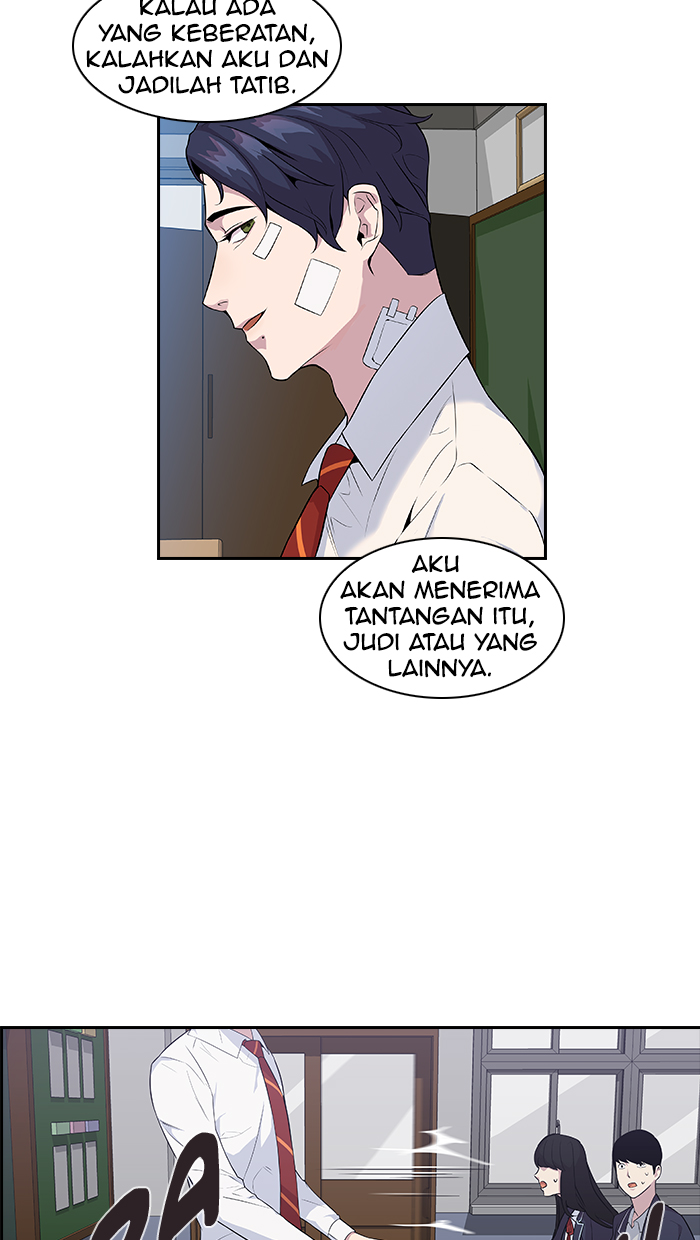 KALAU ADA
YANG KEBERATAN,
KALAHKAN AKU DAN
JADILAH TATIB.
AKU
AKAN MENERIMA
TANTANGAN ITU,
JUDI ATAU YANG
LAINNYA.